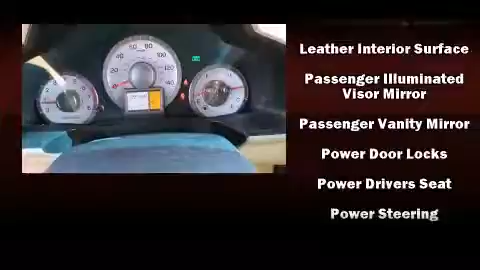 Leather Interior Surface
Passenger Illuminated
Visor Mirror
Passenger Vanity Mirror
Power Door Locks
Power Drivers Seat
Power Steering